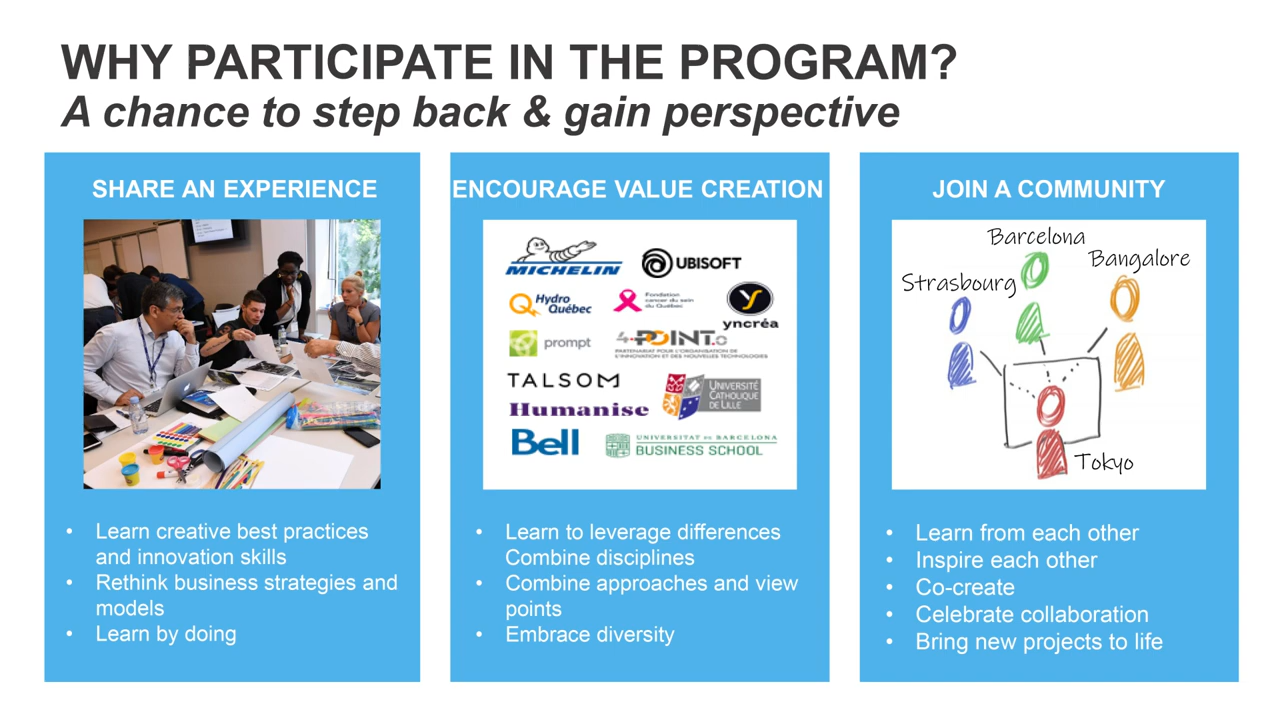 WHY PARTICIPATE IN THE PROGRAM?
A chance to step back & gain perspective
SHARE AN EXPERIENCE
• Learn creative best practices
and innovation skills
• Rethink business strategies and
models
• Learn by doing
ENCOURAGE VALUE CREATION
MICHELIN
UBISOFT
Hydro
Québec
Fondation
cancer du sein
du Québec
yncréa
prompt
4POINT.0
PARTENARIAT POUR L'ORGANISATION DE
L'INNOVATION ET DES NOUVELLES TECHNOLOGIES
TALSOM
UNIVERSITÉ
CATHOLIQUE
DE LILLE
Humanise
Bell
UNIVERSITAT DE BARCELONA
BUSINESS SCHOOL
• Learn to leverage differences
Combine disciplines
• Combine approaches and view
points
• Embrace diversity
JOIN A COMMUNITY
Barcelona
Bangalore
Strasbourg
Tokyo
• Learn from each other
• Inspire each other
• Co-create
• Celebrate collaboration
• Bring new projects to life